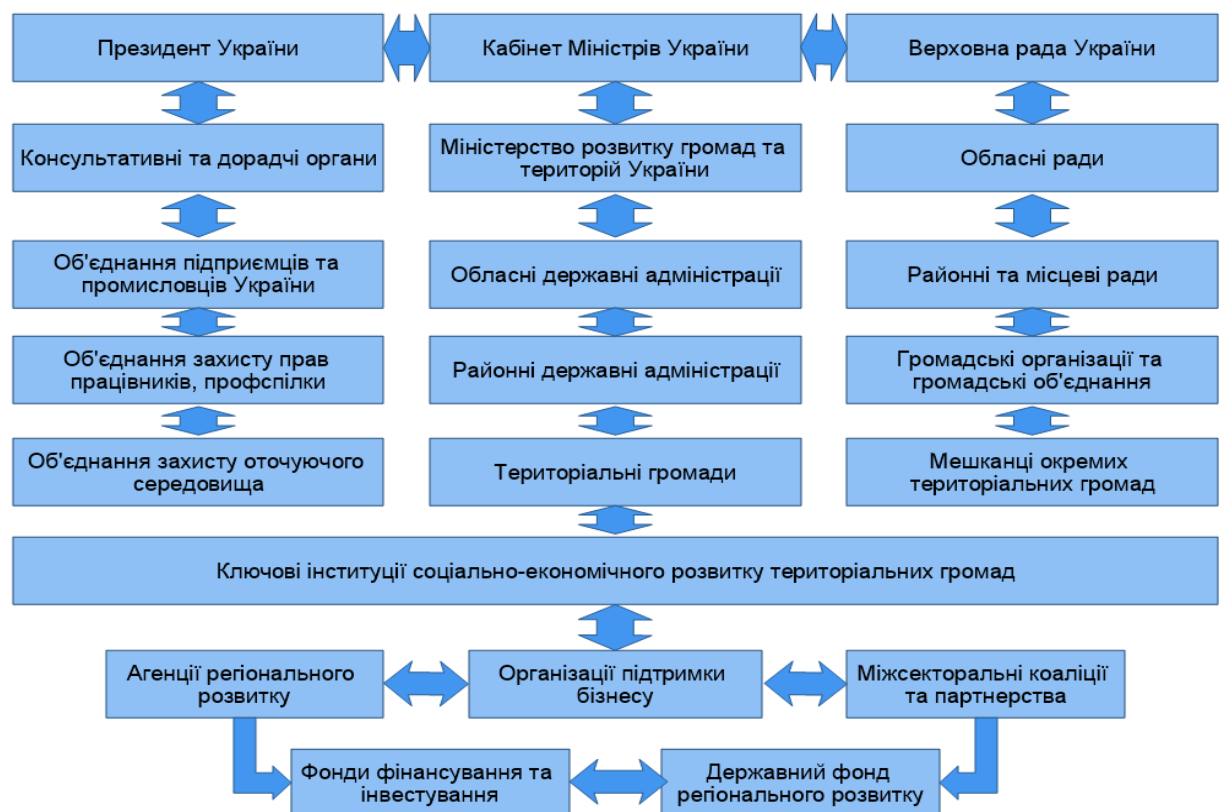 Президент України
Кабінет Міністрів України
Верховна рада України
Консультативні та дорадчі органи
Міністерство розвитку громад та
територій України
Обласні ради
Об'єднання підприємців та
промисловців України
Обласні державні адміністрації
Районні та місцеві ради
Об'єднання захисту прав
працівників, профспілки
Районні державні адміністрації
Громадські організації та
громадські об'єднання
Об'єднання захисту оточуючого
середовища
Територіальні громади
Мешканці окремих
територіальних громад
Ключові інституції соціально-економічного розвитку територіальних громад
Агенції регіонального
розвитку
Організації підтримки
бізнесу
Міжсекторальні коаліції
та партнерства
Фонди фінансування та
інвестування
Державний фонд
регіонального розвитку